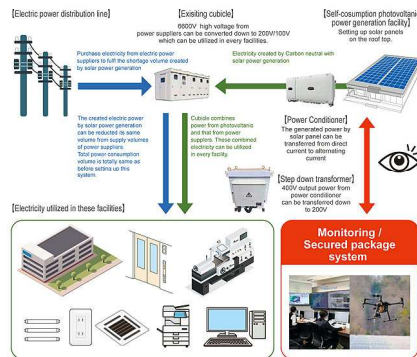 【Electric power distribution line】
【Exisiting cubicle】
6600V high voltage from
power suppliers can be converted down to 200V/100V
which can be utilized in every facilities.
【Self-cosumption photovoltaic
power generation facility】
Setting up solar panels
on the roof top.
Purchase electricity from electric power
suppliers to fulfil the shortage volume created
by solar power generation
Electricity created by Carbon neutral with
solar power generation
The created electric power
by solar power generation
can be reducted its same
volume from supply volumes
of power suppliers
Total power consumption
volume is totally same as
before setting up this
system.
Cubicle combines
power from photovoltaic
and that from power
suppliers. These combined
electricity can be utilized
in every facility.
【Power Conditioner】
The generated power by
solar panel can be
transferred from direct
current to alternating
current
【Step down transformer】
400V output power from
power conditioner
can be transferred down
to 200V
【Electricity utilized in these facilities】
Monitoring /
Secured package
system